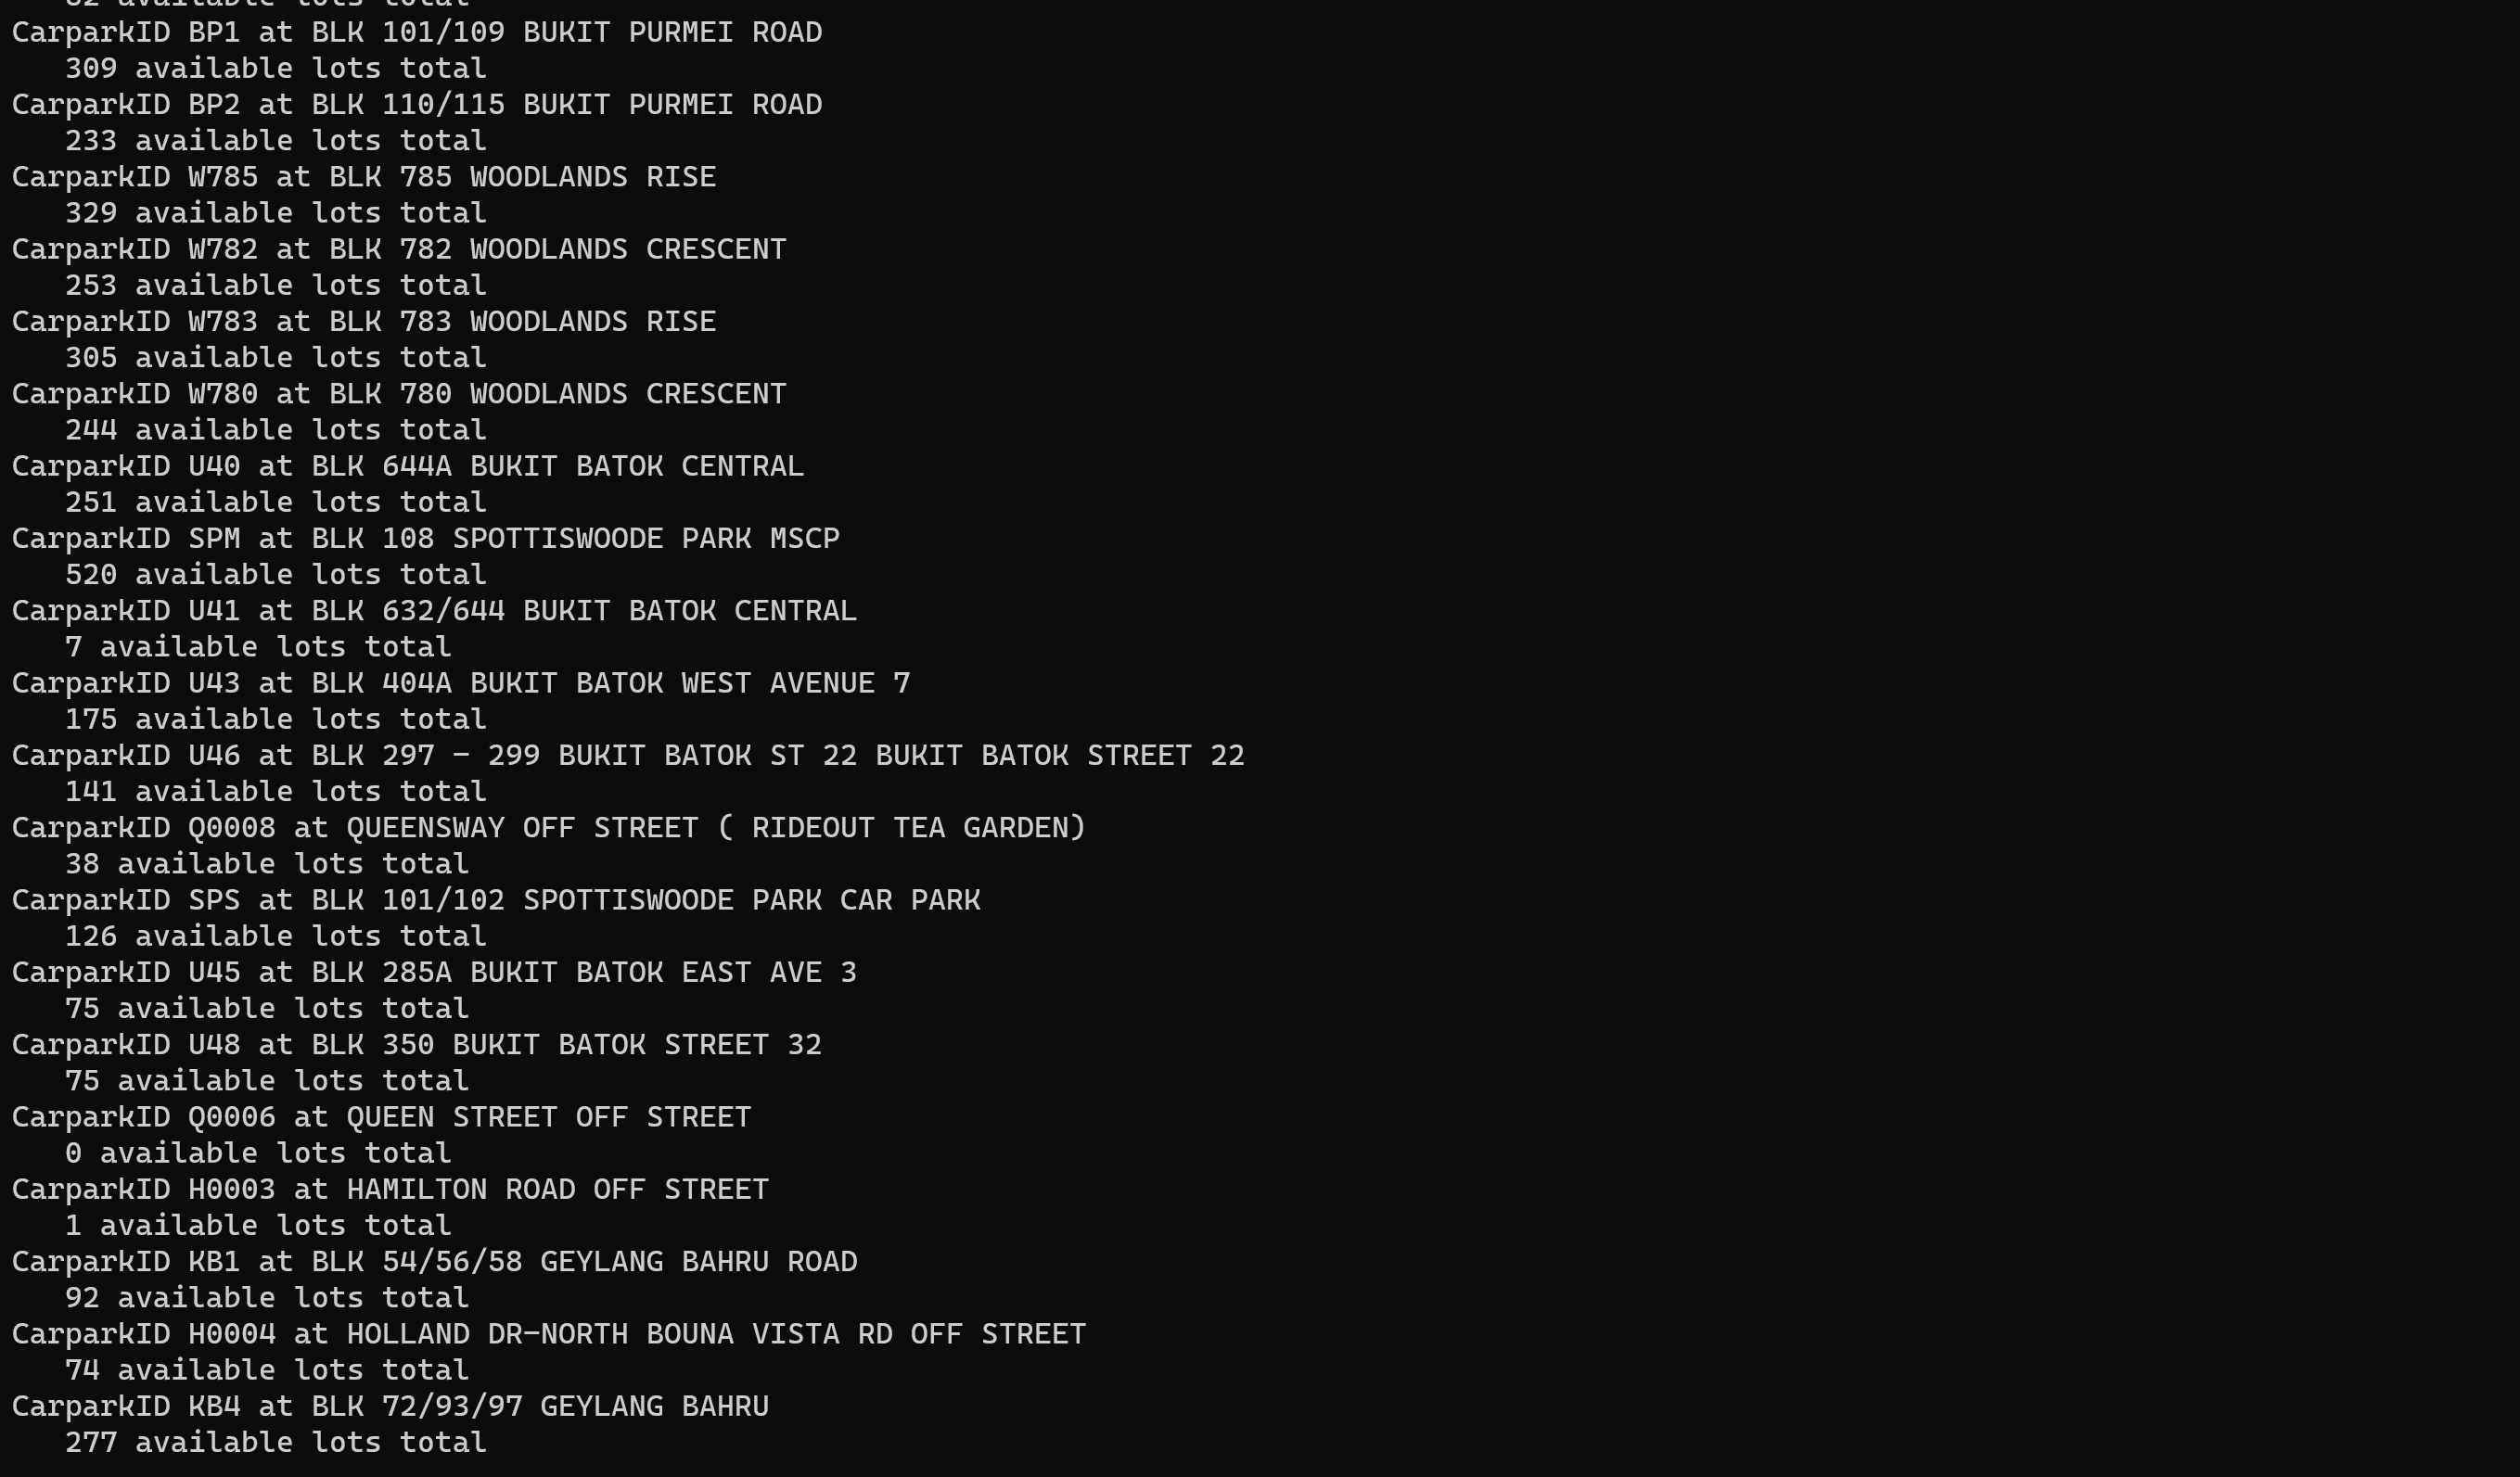 82 available lots total
CarparkID BP1 at BLK 101/109 BUKIT PURMEI ROAD
309 available lots total
CarparkID BP2 at BLK 110/115 BUKIT PURMEI ROAD
233 available lots total
CarparkID W785 at BLK 785 WOODLANDS RISE
329 available lots total
CarparkID W782 at BLK 782 WOODLANDS CRESCENT
253 available lots total
CarparkID W783 at BLK 783 WOODLANDS RISE
305 available lots total
CarparkID W780 at BLK 780 WOODLANDS CRESCENT
244 available lots total
CarparkID U40 at BLK 644A BUKIT BATOK CENTRAL
251 available lots total
CarparkID SPM at BLK 108 SPOTTISWOODE PARK MSCP
520 available lots total
CarparkID U41 at BLK 632/644 BUKIT BATOK CENTRAL
7 available lots total
CarparkID U43 at BLK 404A BUKIT BATOK WEST AVENUE 7
175 available lots total
CarparkID U46 at BLK 297 - 299 BUKIT BATOK ST 22 BUKIT BATOK STREET 22
141 available lots total
CarparkID Q0008 at QUEENSWAY OFF STREET ( RIDEOUT TEA GARDEN)
38 available lots total
CarparkID SPS at BLK 101/102 SPOTTISWOODE PARK CAR PARK
126 available lots total
CarparkID U45 at BLK 285A BUKIT BATOK EAST AVE 3
75 available lots total
CarparkID U48 at BLK 350 BUKIT BATOK STREET 32
75 available lots total
CarparkID Q0006 at QUEEN STREET OFF STREET
0 available lots total
CarparkID H0003 at HAMILTON ROAD OFF STREET
1 available lots total
CarparkID KB1 at BLK 54/56/58 GEYLANG BAHRU ROAD
92 available lots total
CarparkID H0004 at HOLLAND DR-NORTH BOUNA VISTA RD OFF STREET
74 available lots total
CarparkID KB4 at BLK 72/93/97 GEYLANG BAHRU
277 available lots total